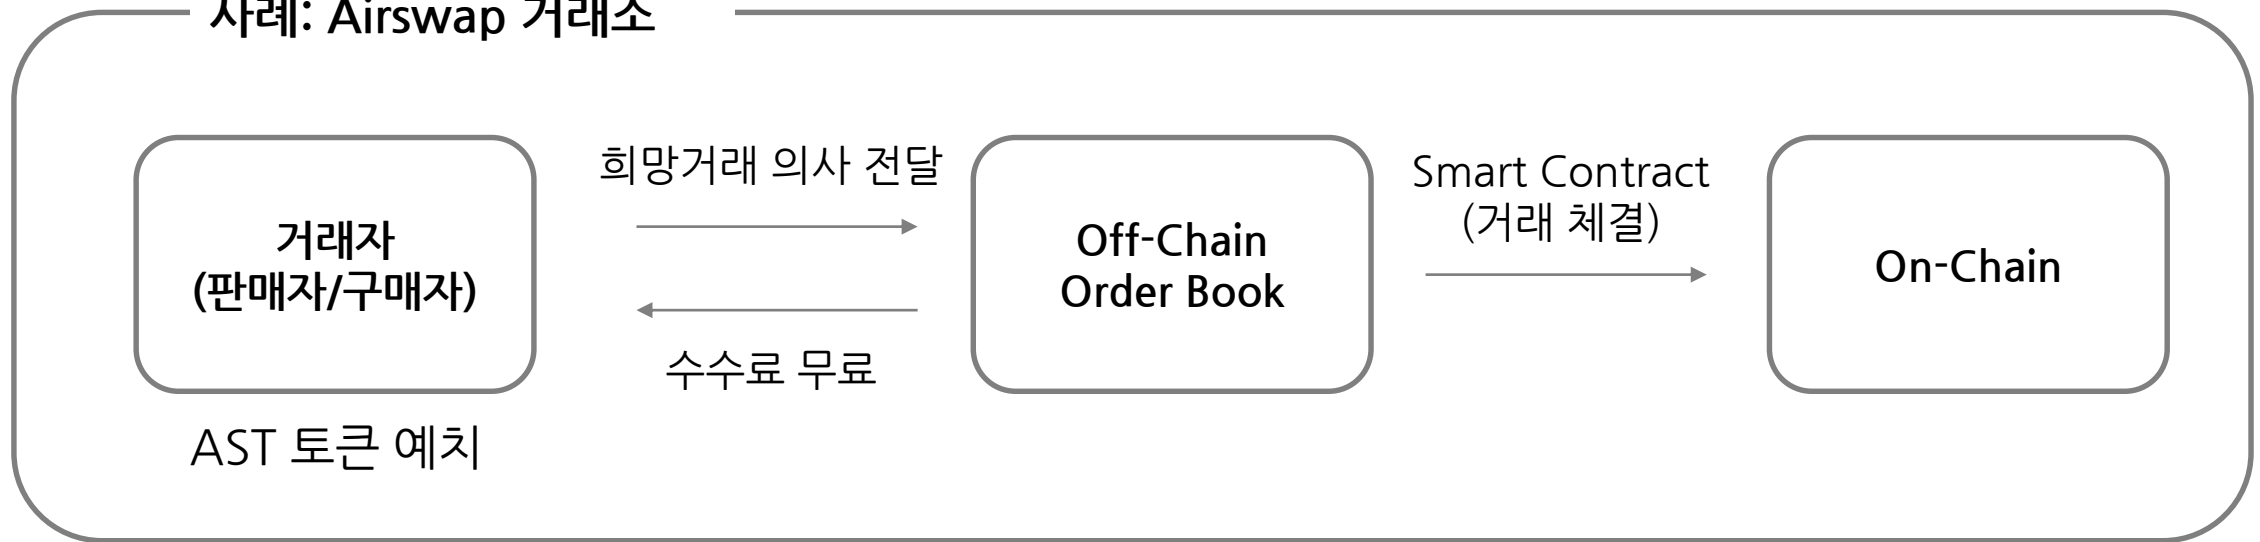 사례: Airswap 거래소
희망거래 의사 전달
Smart Contract
(거래 체결)
거래자
(판매자/구매자)
Off-Chain
Order Book
On-Chain
수수료 무료
AST 토큰 예치